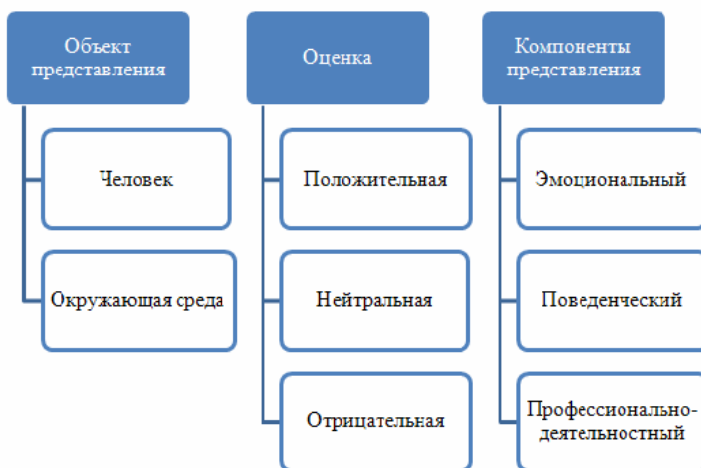 Объект
представления
Человек
Окружающая среда
Оценка
Положительная
Нейтральная
Отрицательная
Компоненты
представления
Эмоциональный
Поведенческий
Профессионально-
деятельностный